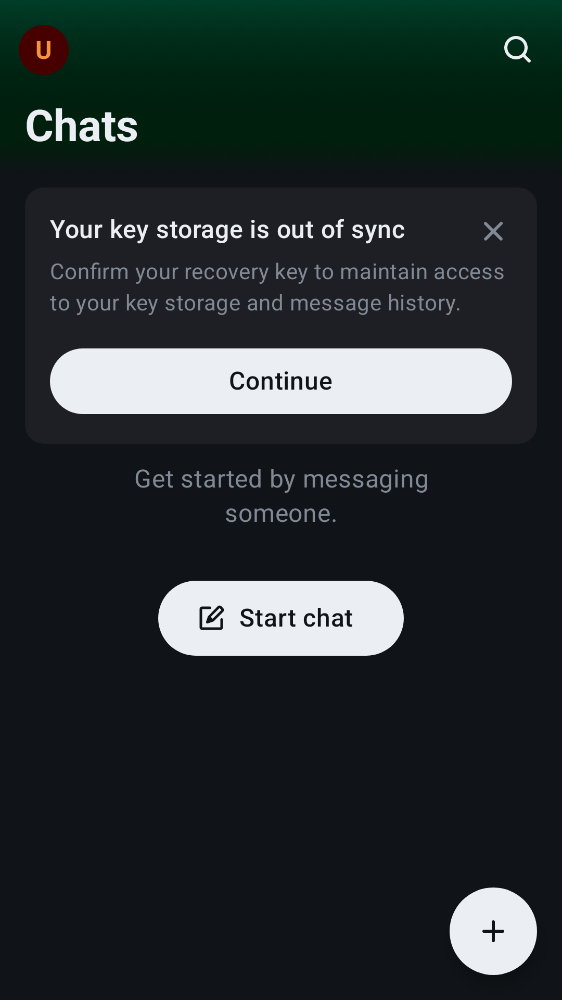 U
Chats
Your key storage is out of sync
Confirm your recovery key to maintain access
to your key storage and message history.
Continue
Get started by messaging
someone.
Start chat